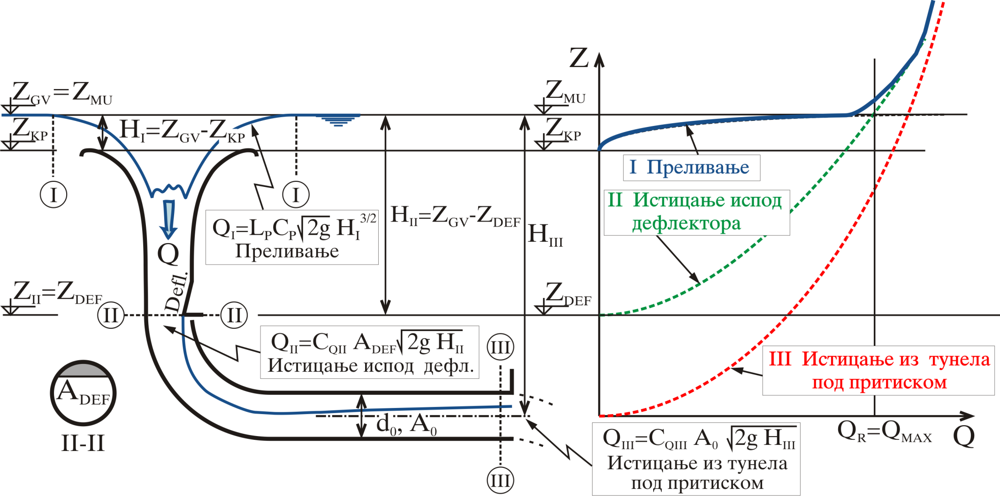 Z_GV=Z_MU
Z_KP
H_I=Z_GV-Z_KP
I
I
Q_I=L_PC_P√2g H_I^3/2
Преливање
Q
Defl.
Z_II=Z_DEF
II
II
H_II=Z_GV-Z_DEF
H_III
Q_II=C_QII A_DEF√2g H_II
Истицање испод дефл.
III
III
d_0, A_0
A_DEF
II-II
Z
Z_MU
Z_KP
Z_DEF
I Преливање
II Истицање испод
дефлектора
III Истицање из тунела
под притиском
Q_R=Q_MAX
Q
Q_III=C_QIII A_0 √2g H_III
Истицање из тунела
под притиском